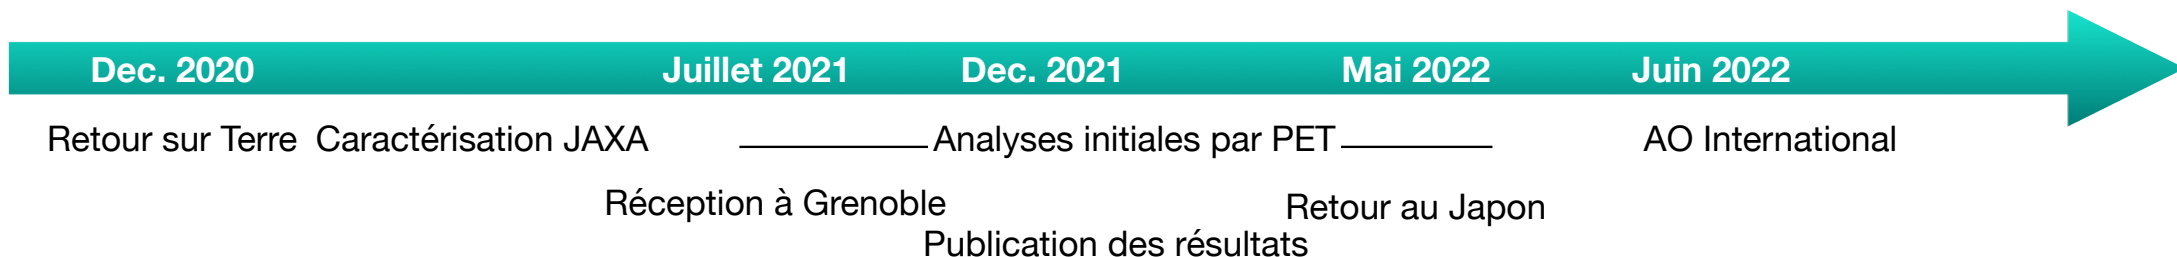 Dec. 2020 Juillet 2021 Dec. 2021 Mai 2022 Juin 2022
Retour sur Terre Caractérisation JAXA Analyses initiales par PET AO International
Réception à Grenoble Retour au Japon
Publication des résultats